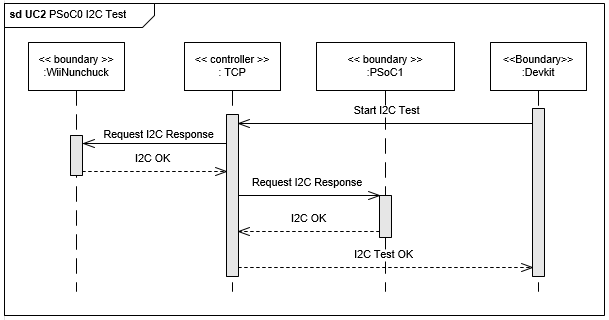 sd UC2 PSoC0 I2C Test
<< boundary >>
:WiiNunchuck
<< controller >>
: TCP
<< boundary >>
:PSoC1
<<Boundary>>
:Devkit
Start I2C Test
Request I2C Response
I2C OK
Request I2C Response
I2C OK
I2C Test OK